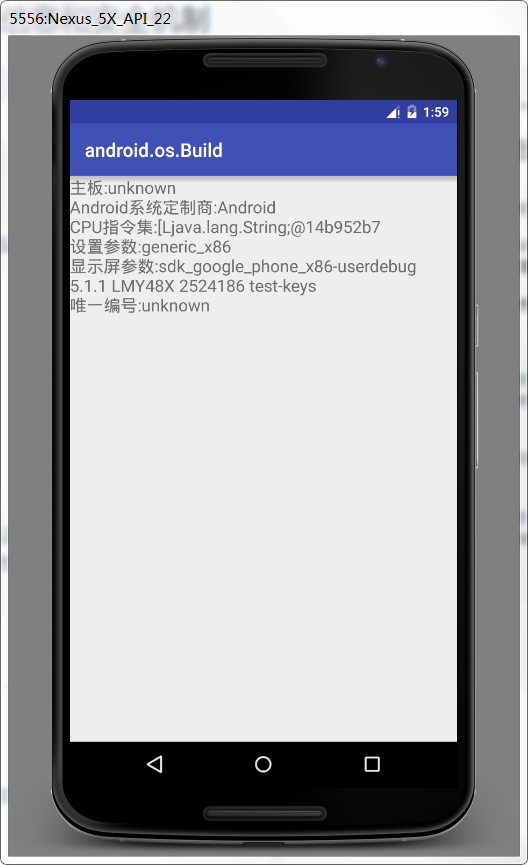 5556:Nexus_5X_API_22
1:59
android.os.Build
主板:unknown
Android系统定制商:Android
CPU指令集:[Ljava.lang.String;@14b952b7
设置参数:generic_x86
显示屏参数:sdk_google_phone_x86-userdebug
5.1.1 LMY48X 2524186 test-keys
唯一编号:unknown